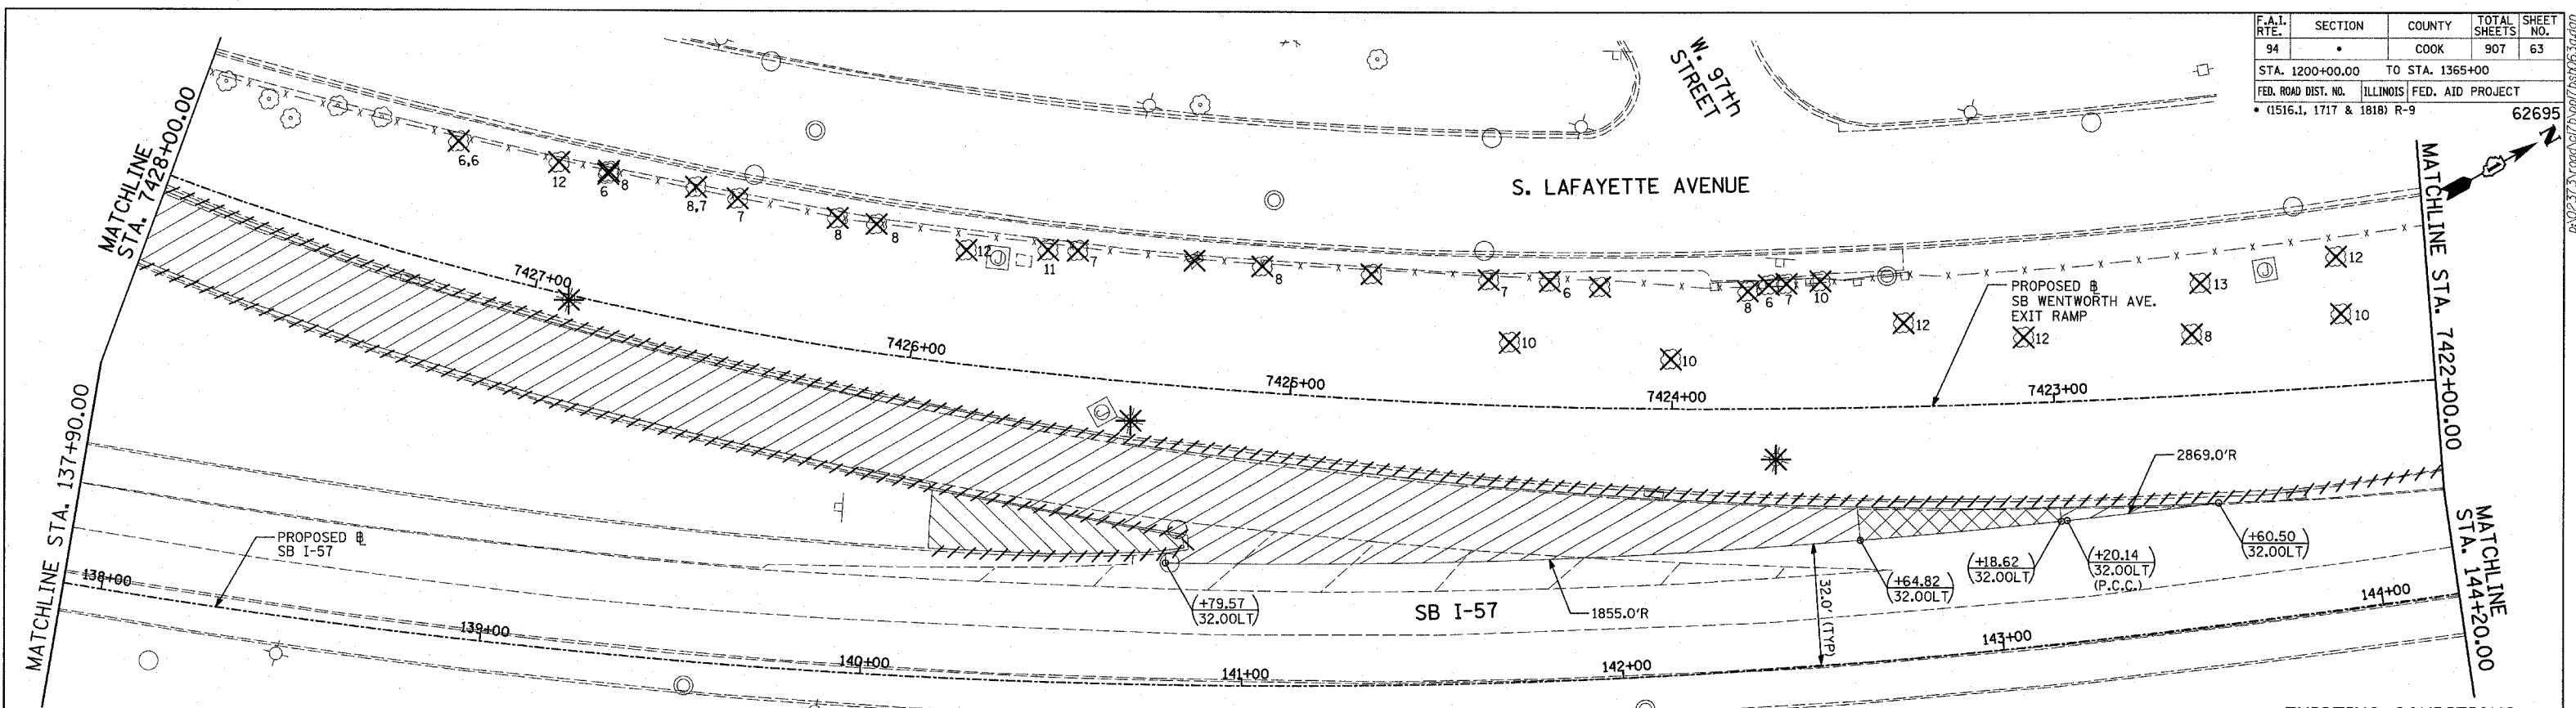 F.A.I. RTE. SECTION COUNTY TOTAL SHEETS SHEET NO.
94 • COOK 907 63
STA. 1200+00.00 TO STA. 1365+00
FED. ROAD DIST. NO. ILLINOIS FED. AID PROJECT
• (1516.1, 1717 & 1818) R-9
62695
N
W. 97th
STREET
S. LAFAYETTE AVENUE
MATCHLINE
STA. 7428+00.00
MATCHLINE STA. 7422+00.00
6,6
12
6
8
8,7
7
8
8
12
11
7
8
7
6
8
6
7
10
12
13
10
10
12
12
8
10
PROPOSED ⅊
SB WENTWORTH AVE.
EXIT RAMP
7427+00
7426+00
7425+00
7424+00
7423+00
MATCHLINE STA. 137+90.00
MATCHLINE
STA. 144+20.00
2869.0'R
PROPOSED ⅊
SB I-57
+60.50
32.00LT
+20.14
32.00LT
(P.C.C.)
+18.62
32.00LT
+64.82
32.00LT
+79.57
32.00LT
32.0' (TYP)
SB I-57
1855.0'R
138+00
139+00
140+00
141+00
142+00
143+00
144+00